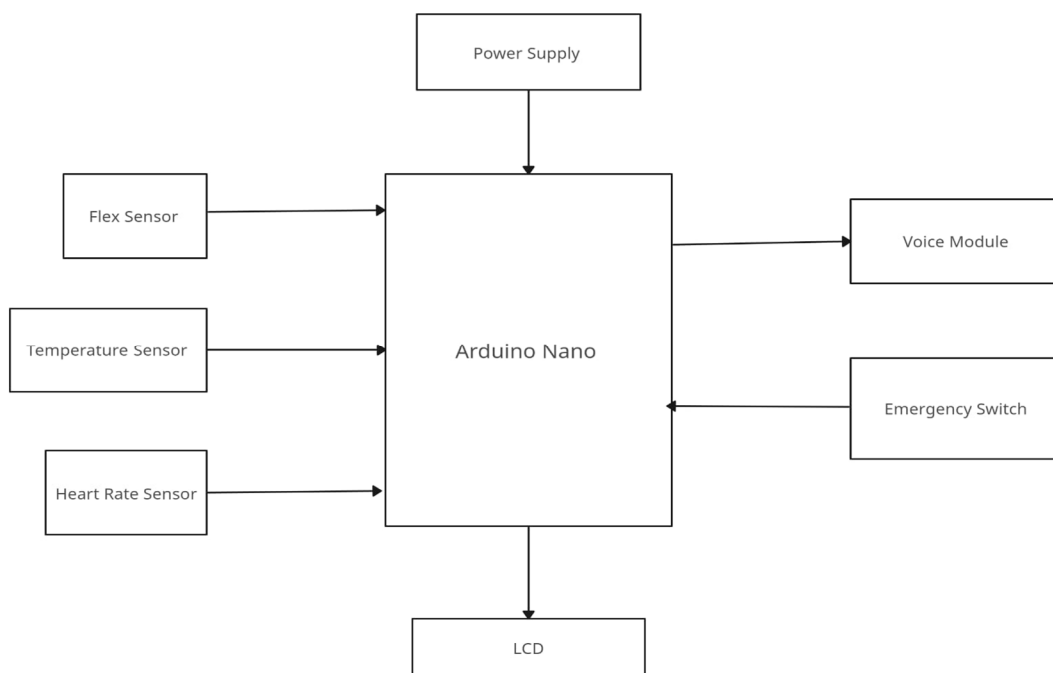 Power Supply
Flex Sensor
Voice Module
Temperature Sensor
Arduino Nano
Emergency Switch
Heart Rate Sensor
LCD